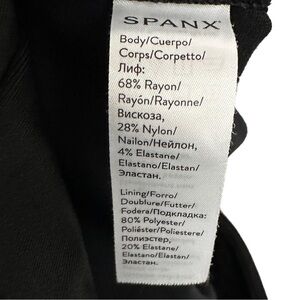 SPANX
Body/Cuerpo/
Corps/Corpetto/
Лиф:
68% Rayon/
Rayón/Rayonne/
Вискоза,
28% Nylon/
Nailon/Нейлон,
4% Elastane/
Elastano/Elastan/
Эластан.
Lining/Forro/
Doublure/Futter/
Fodera/Подкладка:
80% Polyester/
Poliéster/Poliestere/
Полиэстер,
20% Elastane/
Elastano/Elastan/
Эластан.